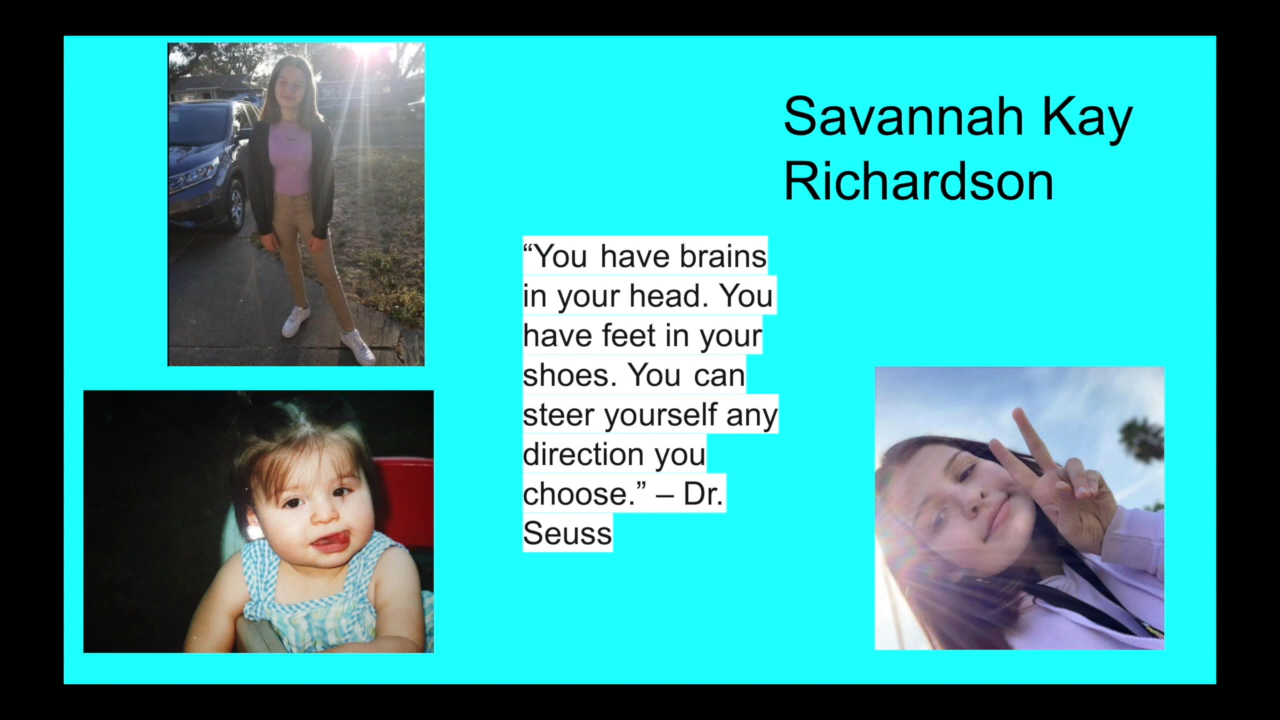 Savannah Kay
Richardson
“You have brains
in your head. You
have feet in your
shoes. You can
steer yourself any
direction you
choose.” – Dr.
Seuss